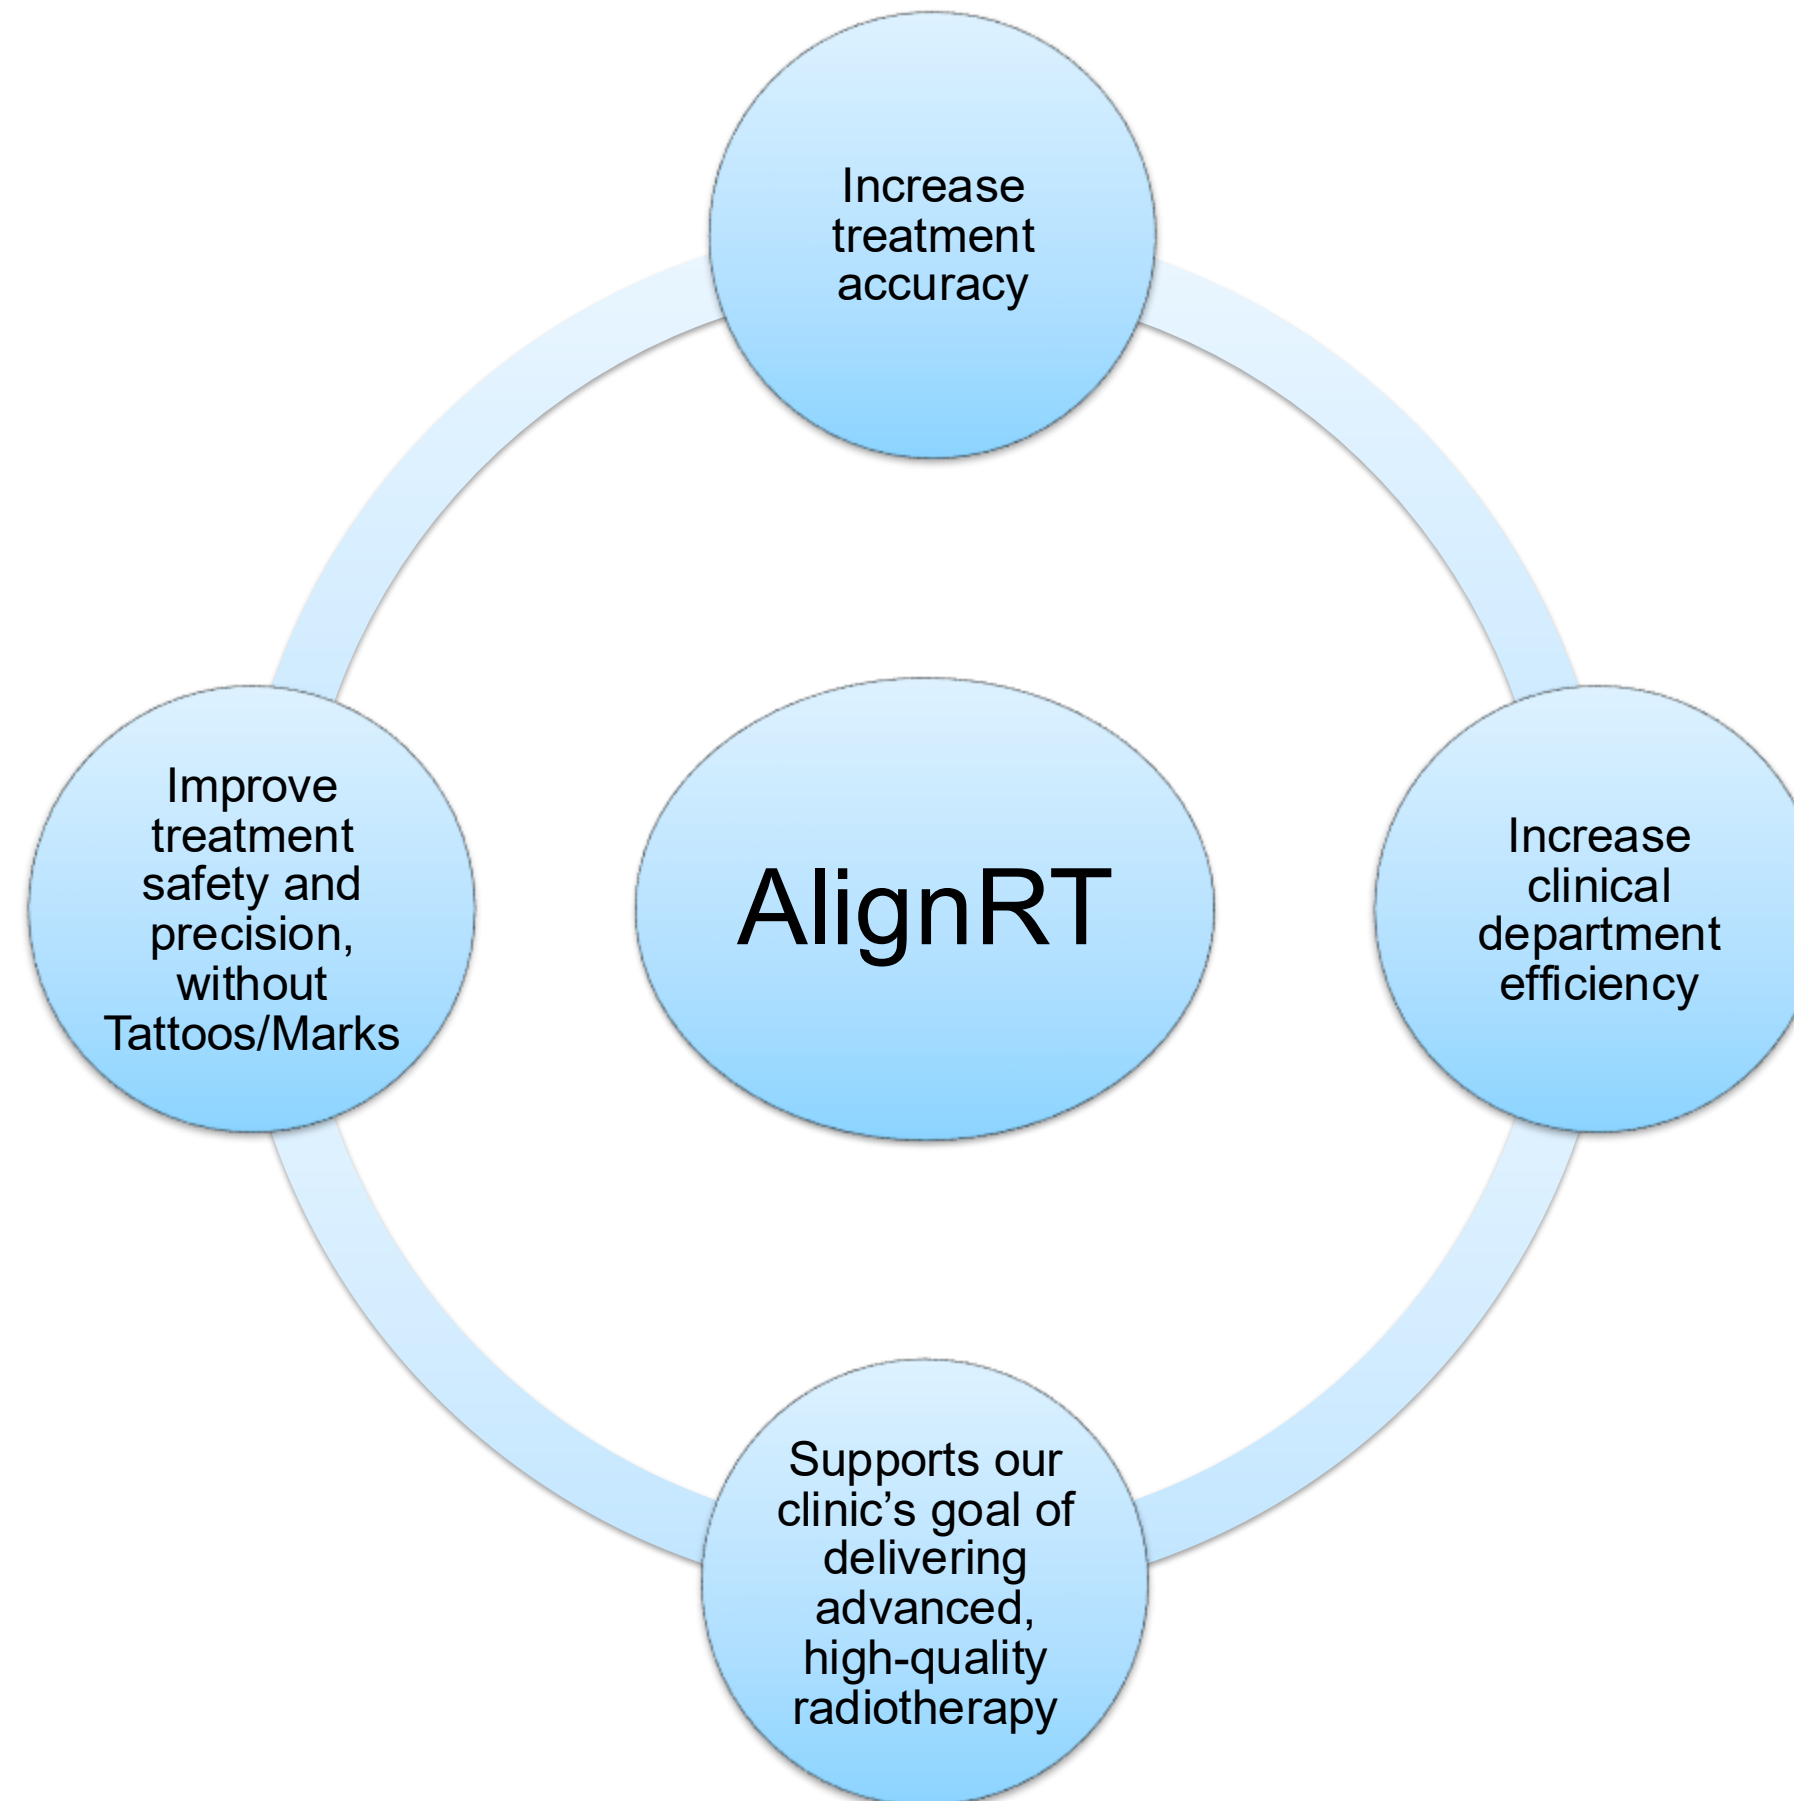 Increase
treatment
accuracy
Improve
treatment
safety and
precision,
without
Tattoos/Marks
AlignRT
Increase
clinical
department
efficiency
Supports our
clinic’s goal of
delivering
advanced,
high-quality
radiotherapy